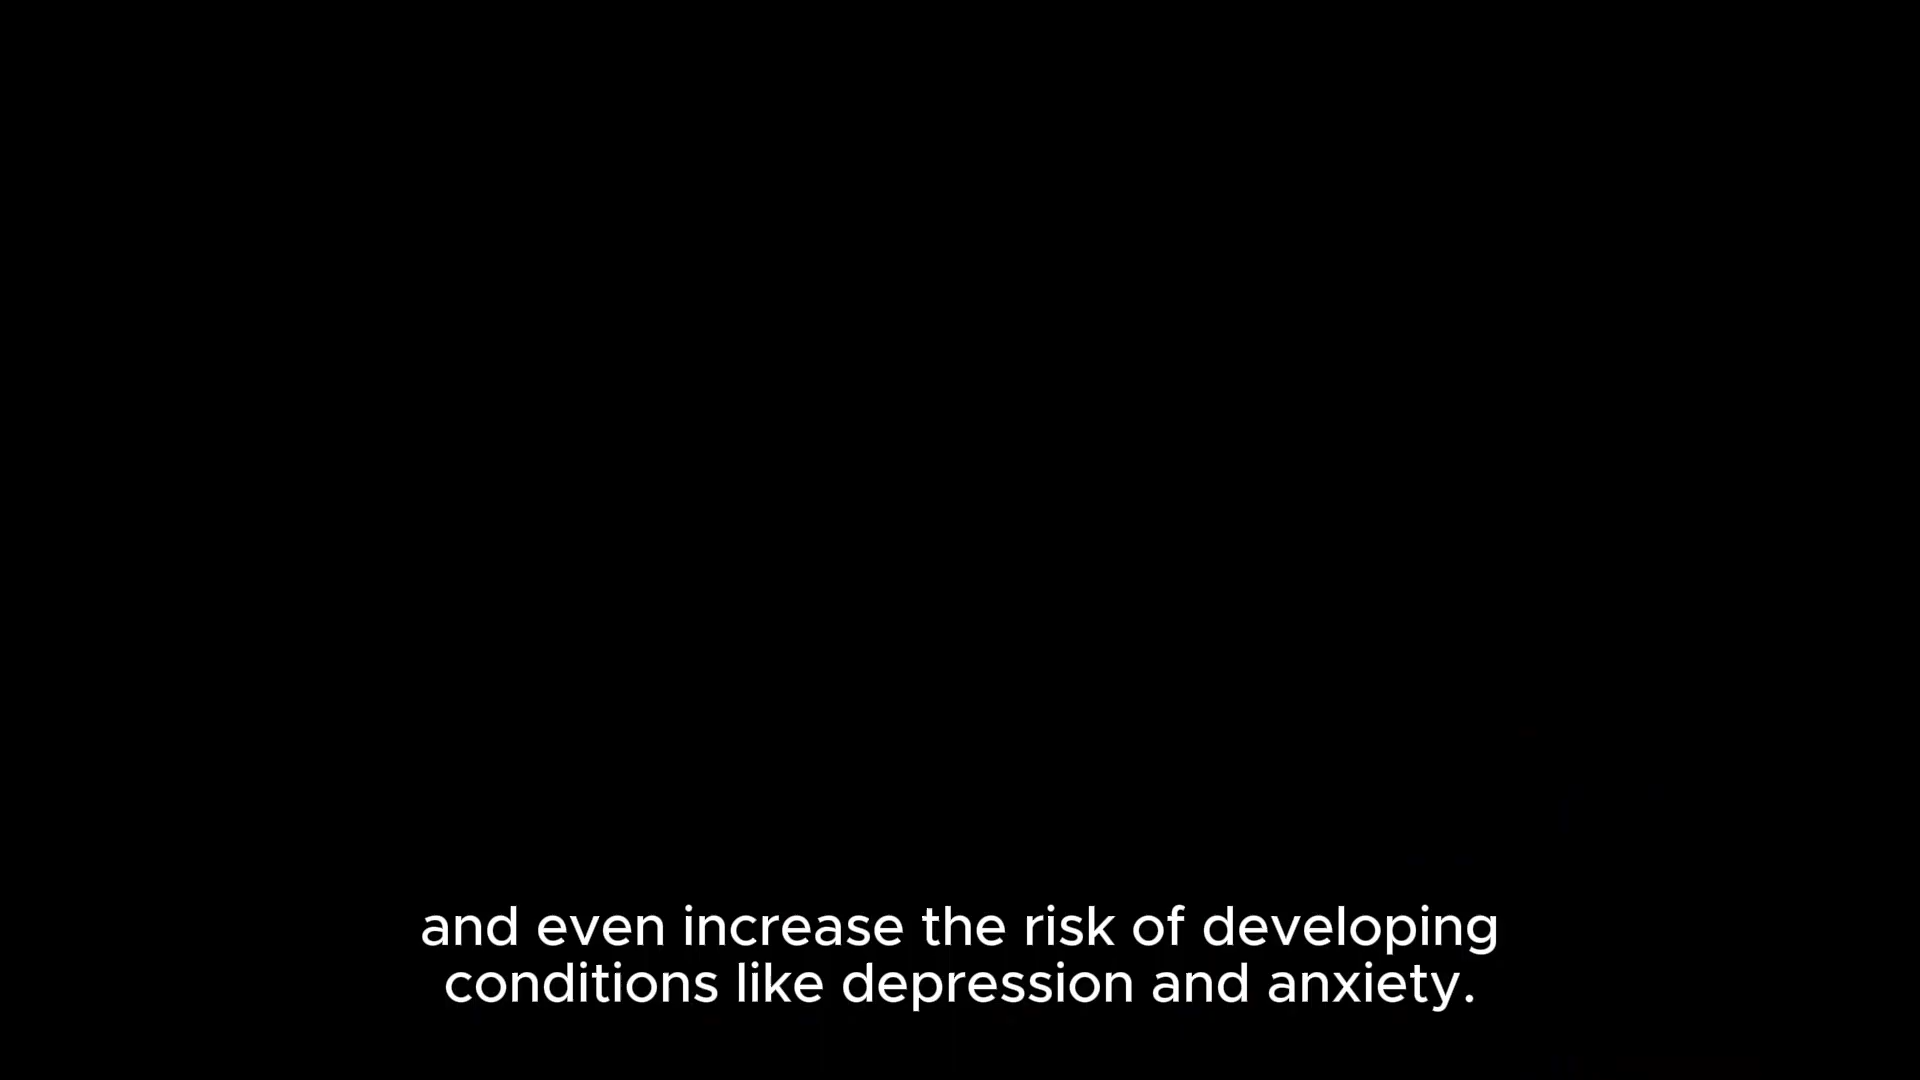 and even increase the risk of developing
conditions like depression and anxiety.